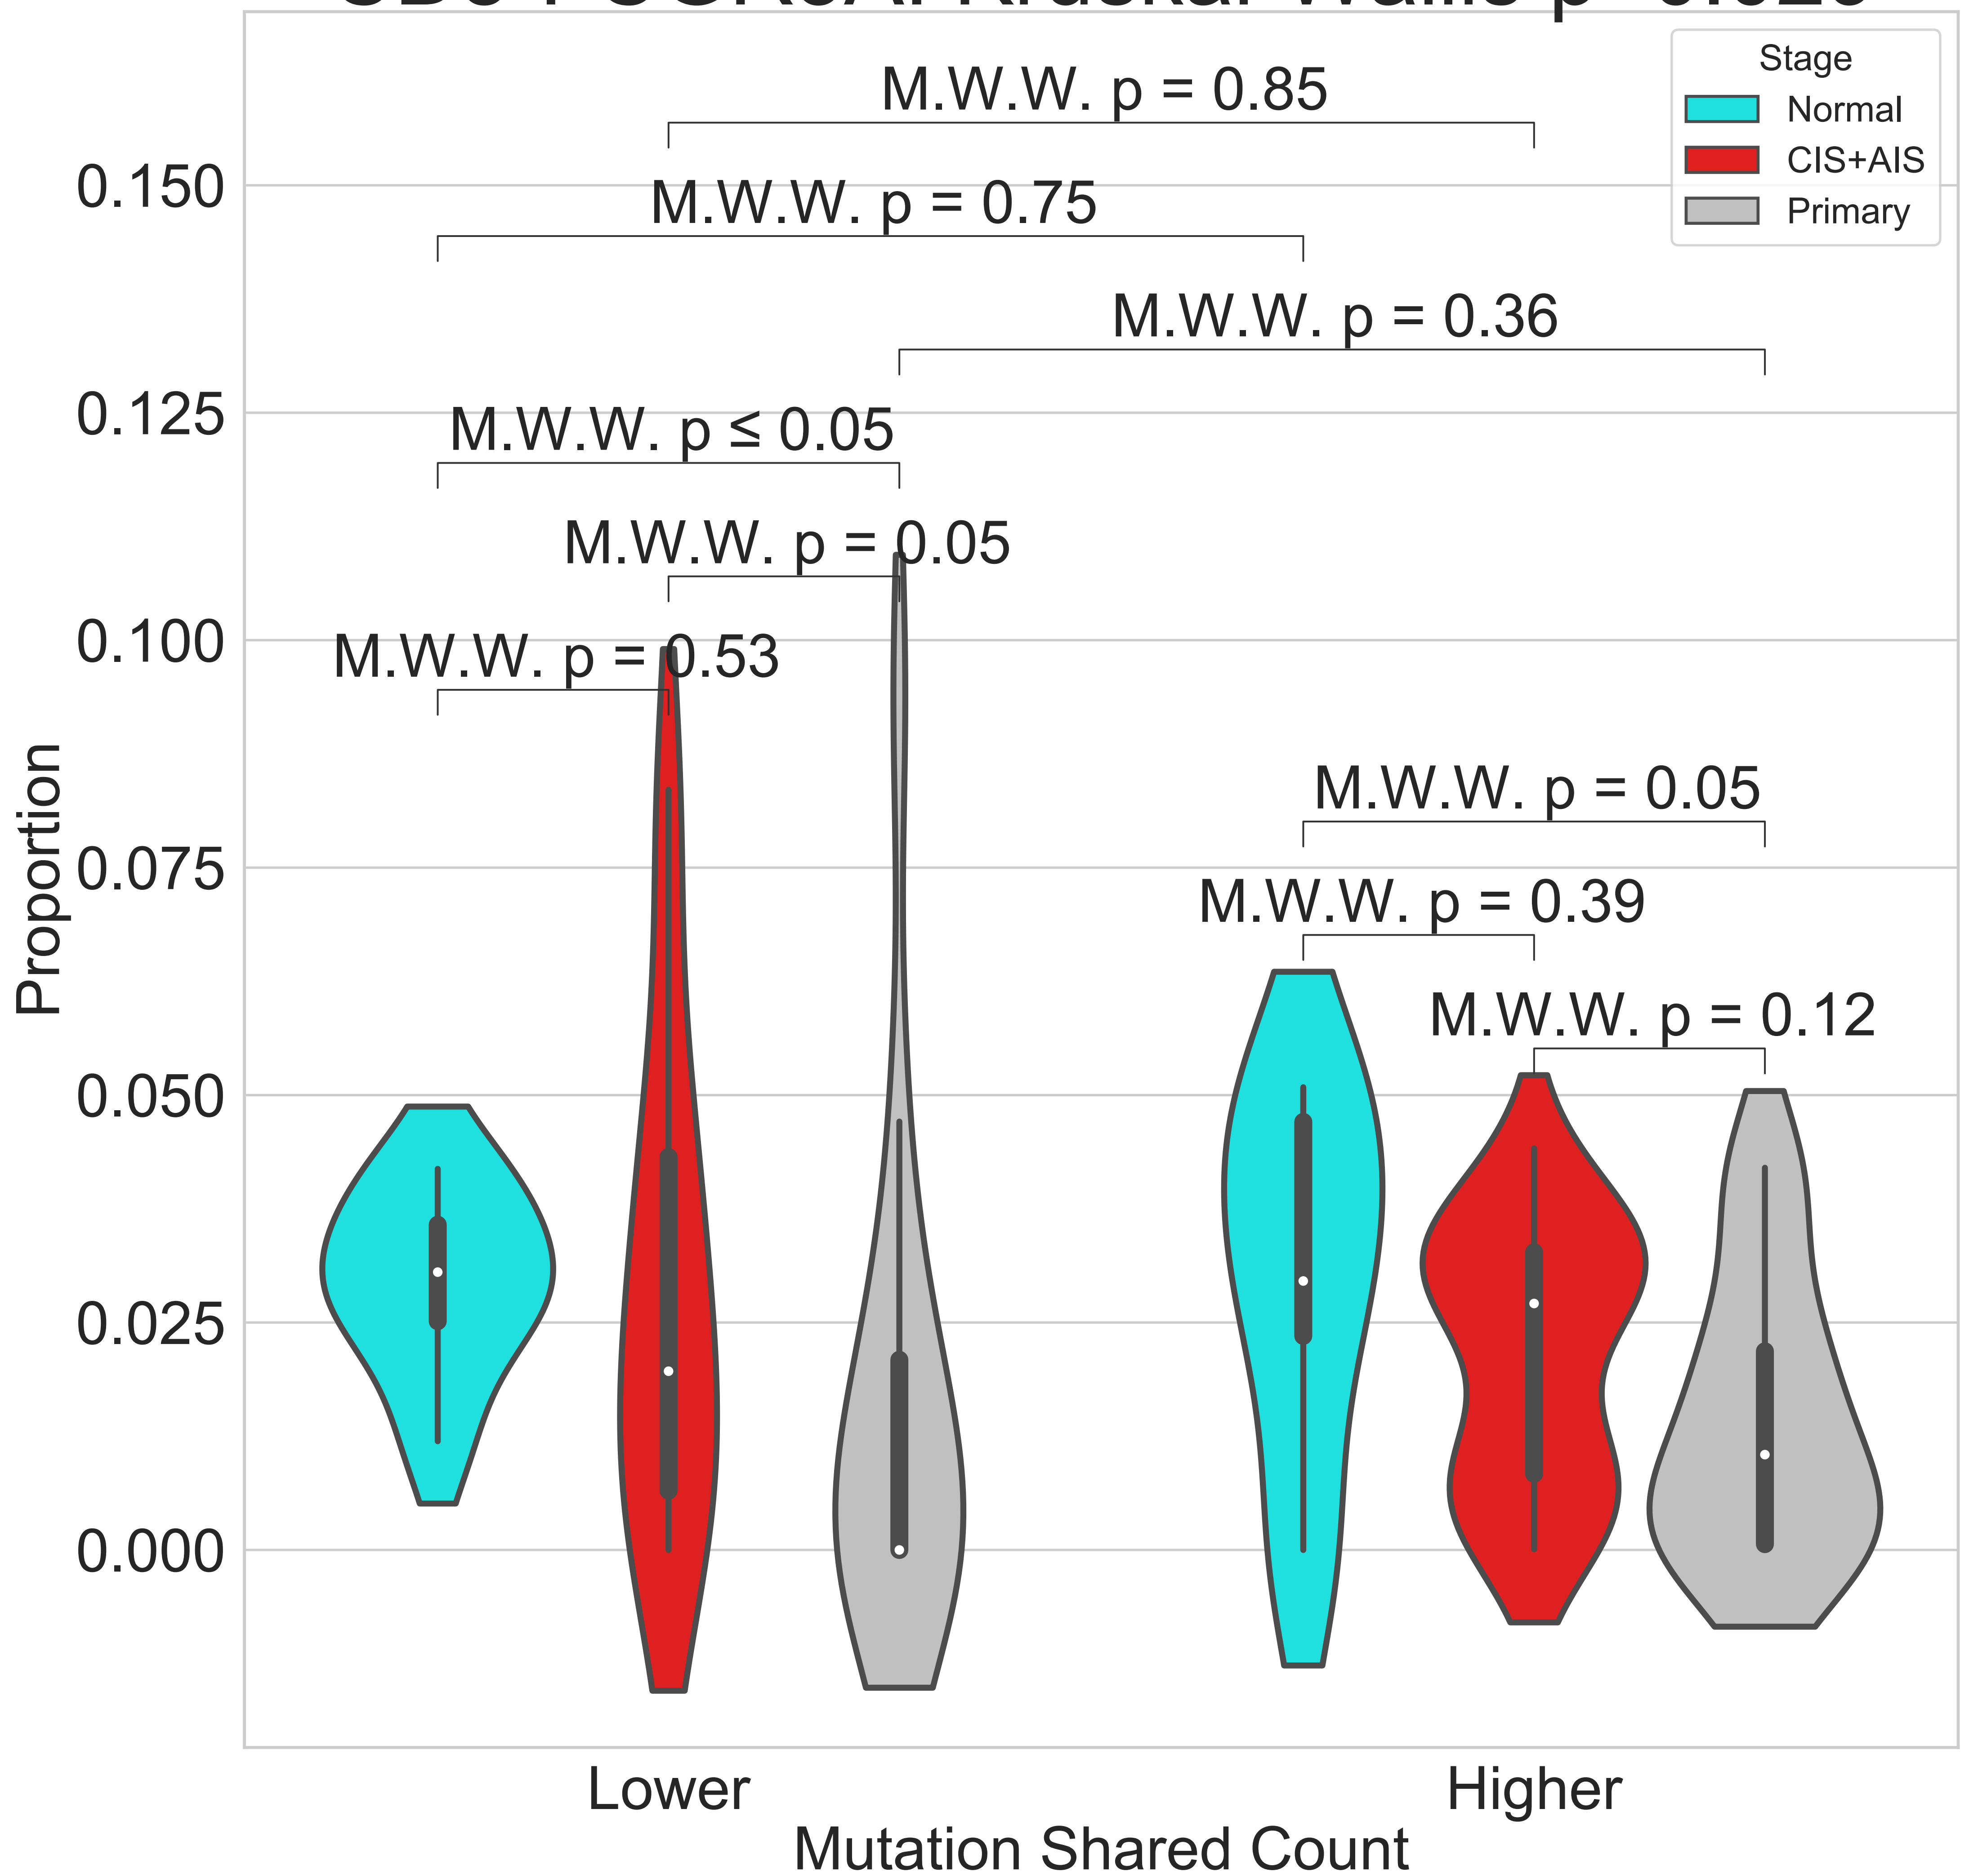 Stage
Normal
CIS+AIS
Primary
M.W.W. p = 0.85
M.W.W. p = 0.75
M.W.W. p = 0.36
M.W.W. p ≤ 0.05
M.W.W. p = 0.05
M.W.W. p = 0.53
M.W.W. p = 0.05
M.W.W. p = 0.39
M.W.W. p = 0.12
0.150
0.125
0.100
0.075
0.050
0.025
0.000
Proportion
Lower
Higher
Mutation Shared Count